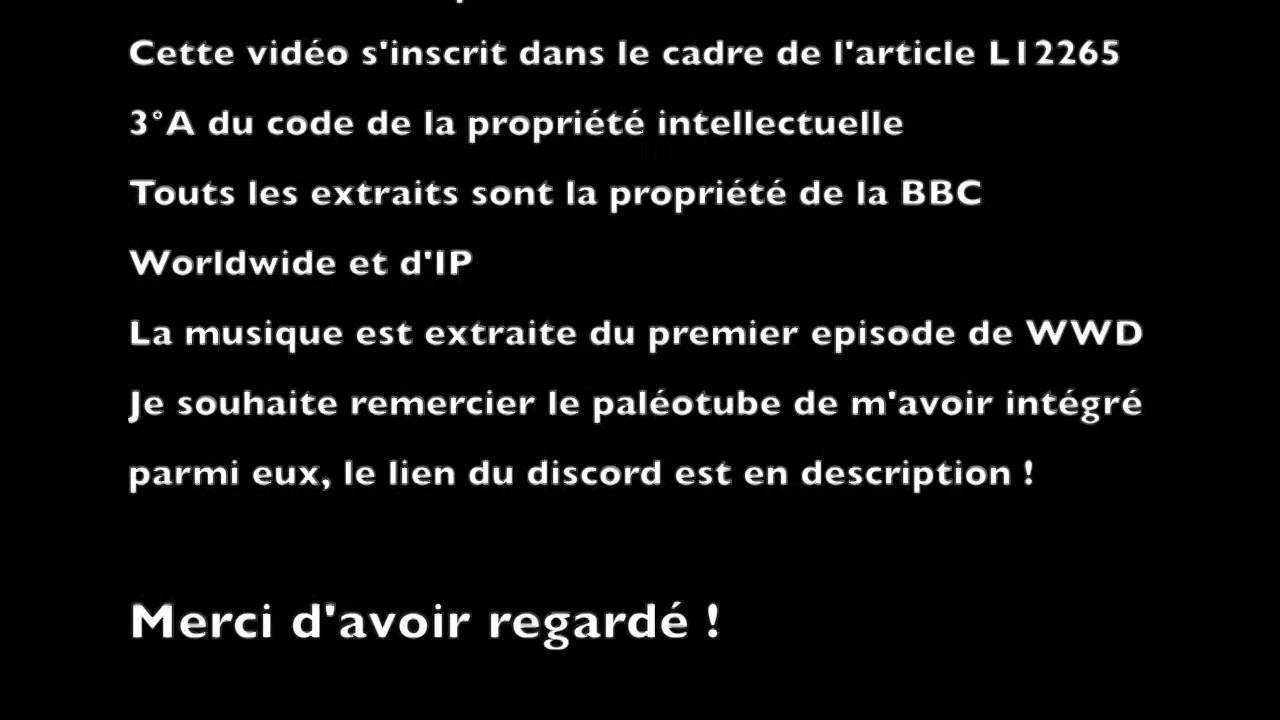 Cette vidéo s'inscrit dans le cadre de l'article L12265
3°A du code de la propriété intellectuelle
Touts les extraits sont la propriété de la BBC
Worldwide et d'IP
La musique est extraite du premier episode de WWD
Je souhaite remercier le paléotube de m'avoir intégré
parmi eux, le lien du discord est en description !
Merci d'avoir regardé !